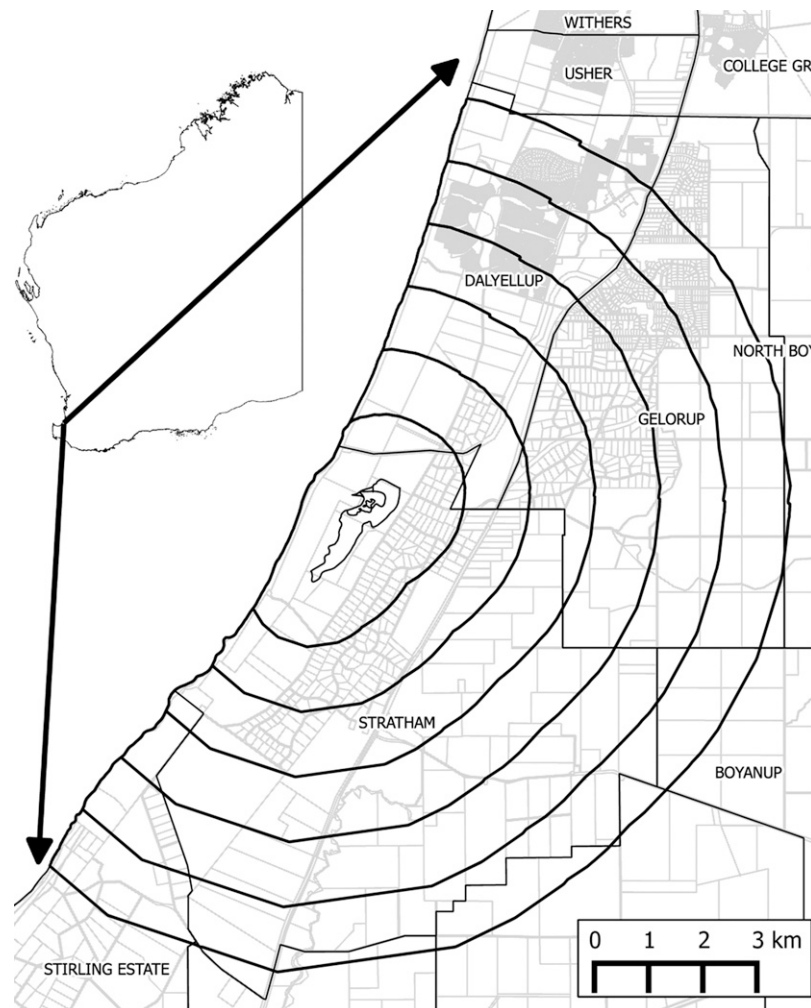 WITHERS
USHER
COLLEGE GR
DALYELLUP
NORTH BOY
GELORUP
STRATHAM
BOYANUP
STIRLING ESTATE
0 1 2 3 km